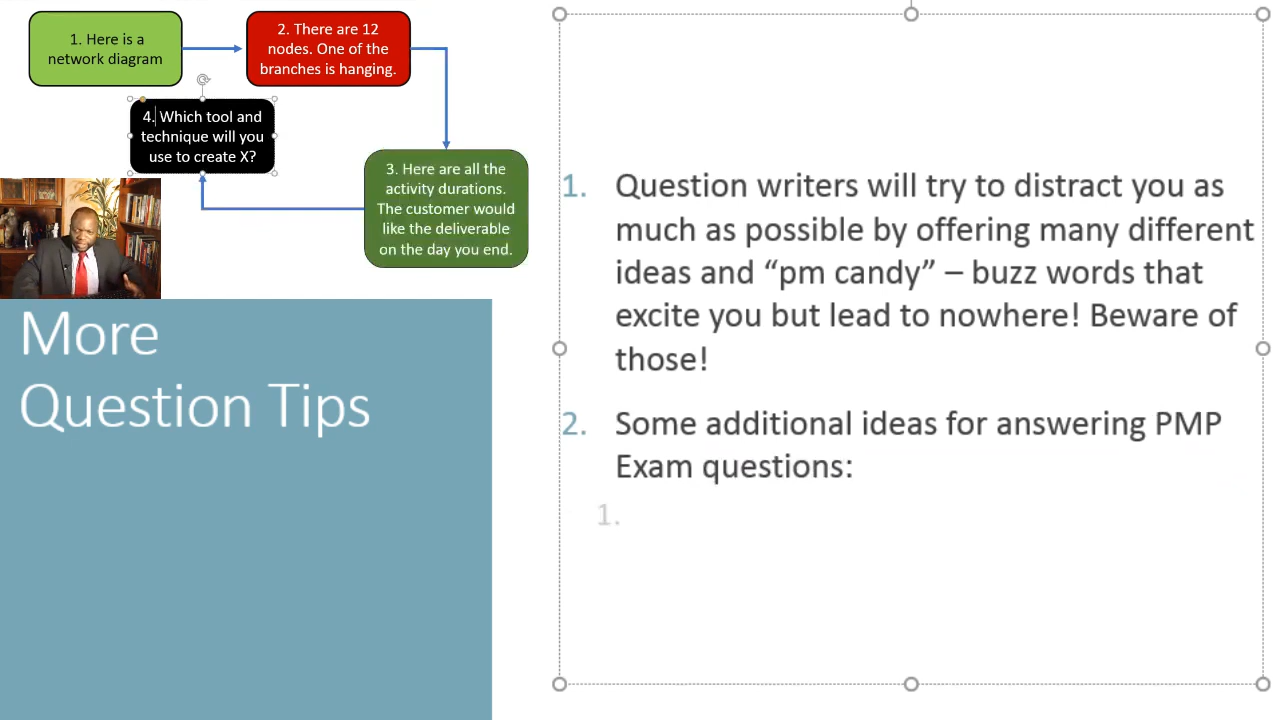 1. Here is a
network diagram
2. There are 12
nodes. One of the
branches is hanging.
3. Here are all the
activity durations.
The customer would
like the deliverable
on the day you end.
4. Which tool and
technique will you
use to create X?
More
Question Tips
1. Question writers will try to distract you as
much as possible by offering many different
ideas and “pm candy” – buzz words that
excite you but lead to nowhere! Beware of
those!
2. Some additional ideas for answering PMP
Exam questions:
1.